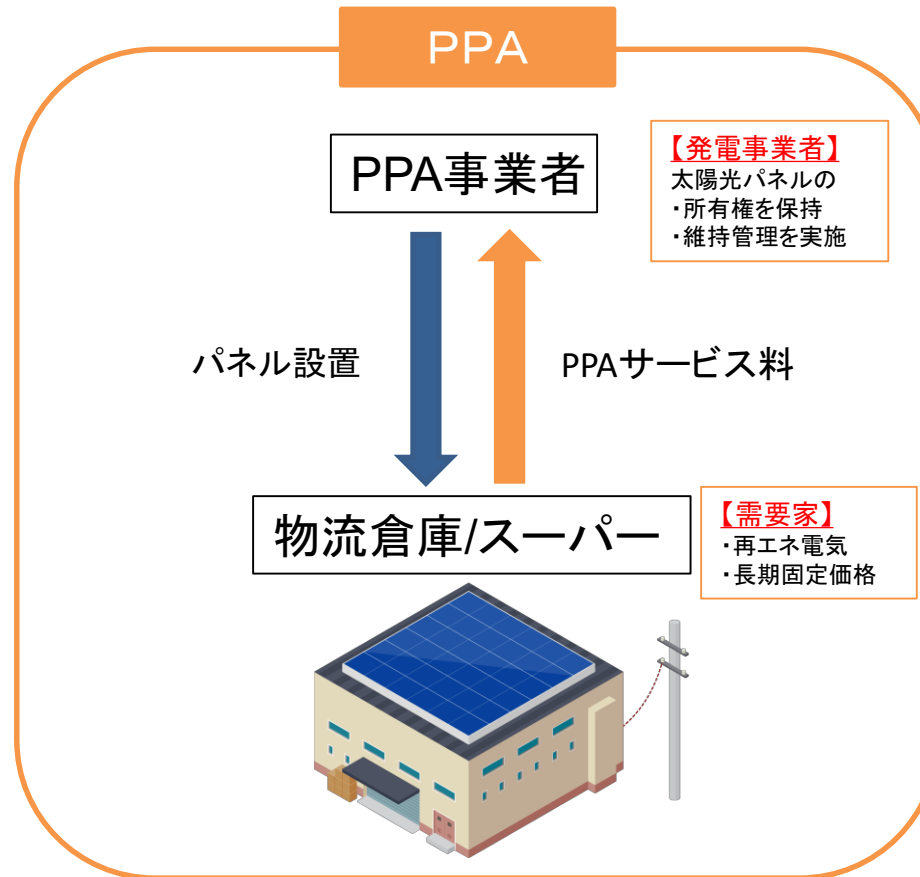 PPA
PPA事業者
【発電事業者】
太陽光パネルの
・所有権を保持
・維持管理を実施
パネル設置
PPAサービス料
物流倉庫/スーパー
【需要家】
・再エネ電気
・長期固定価格